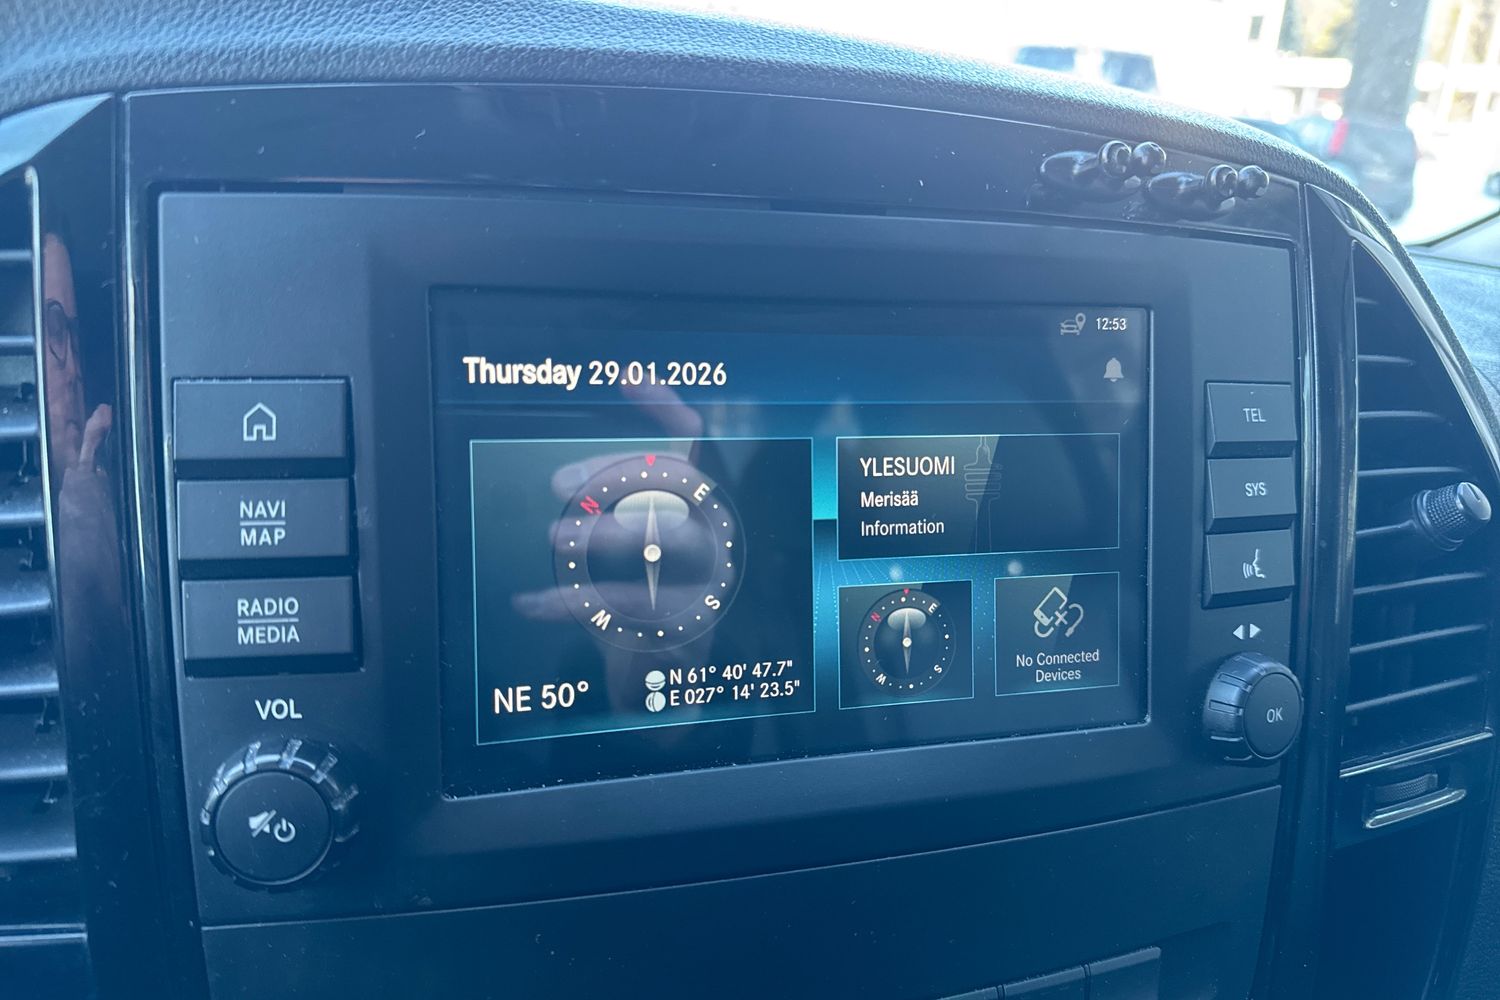 12:53
Thursday 29.01.2026
NAVI
MAP
RADIO
MEDIA
VOL
N
E
S
W
NE 50°
N 61° 40' 47.7"
E 027° 14' 23.5"
YLESUOMI
Merisää
Information
N
E
S
W
No Connected
Devices
TEL
SYS
OK